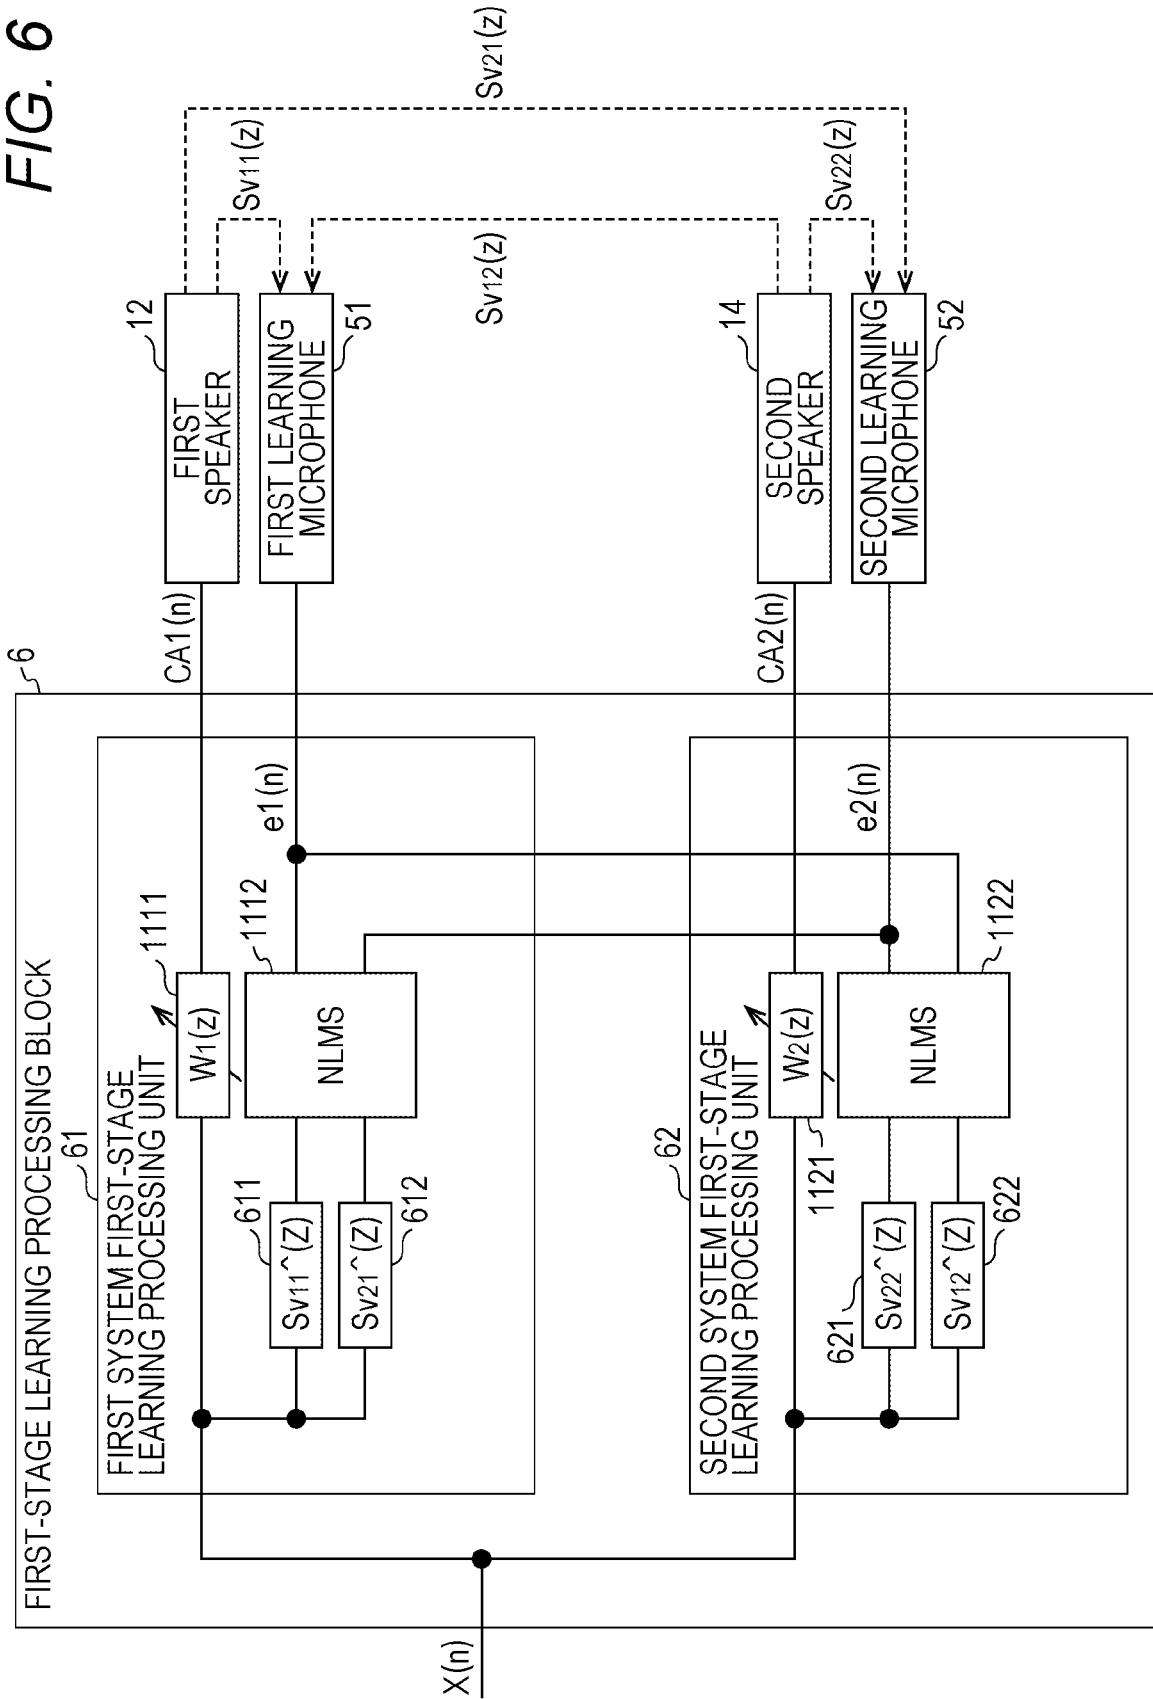 FIG. 6
FIRST-STAGE LEARNING PROCESSING BLOCK
6
61
FIRST SYSTEM FIRST-STAGE
LEARNING PROCESSING UNIT
1111
W1(z)
CA1(n)
12
FIRST
SPEAKER
Sv11(z)
Sv21(z)
611
Sv11^(Z)
1112
NLMS
e1(n)
FIRST LEARNING
MICROPHONE
51
Sv21^(Z)
612
X(n)
Sv12(z)
62
SECOND SYSTEM FIRST-STAGE
LEARNING PROCESSING UNIT
W2(z)
1121
CA2(n)
14
SECOND
SPEAKER
Sv22(z)
621
Sv22^(Z)
NLMS
1122
e2(n)
SECOND LEARNING
MICROPHONE
52
Sv12^(Z)
622